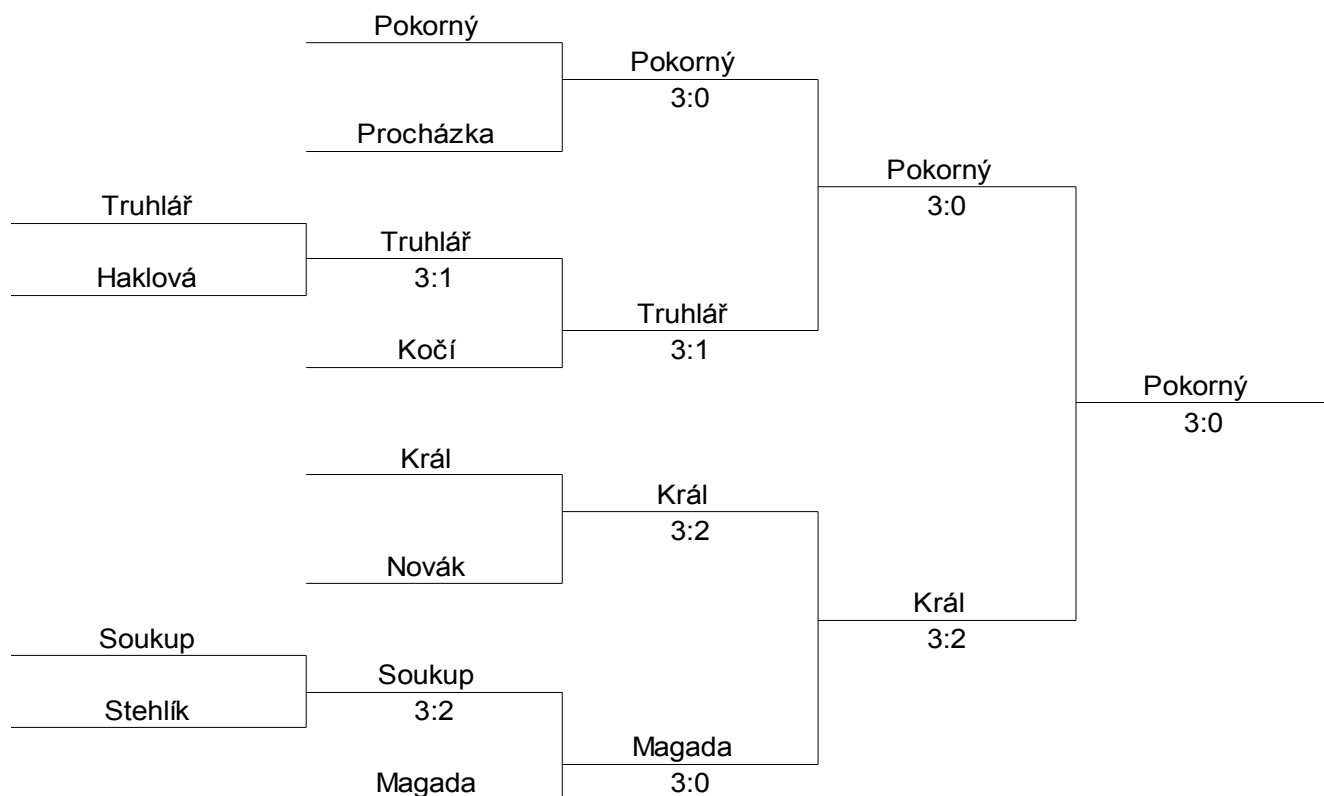 Pokorný
Pokorný
3:0
Procházka
Pokorný
3:0
Truhlář
Truhlář
3:1
Haklová
Truhlář
3:1
Kočí
Pokorný
3:0
Král
Král
3:2
Novák
Král
3:2
Soukup
Soukup
3:2
Stehlík
Magada
3:0
Magada